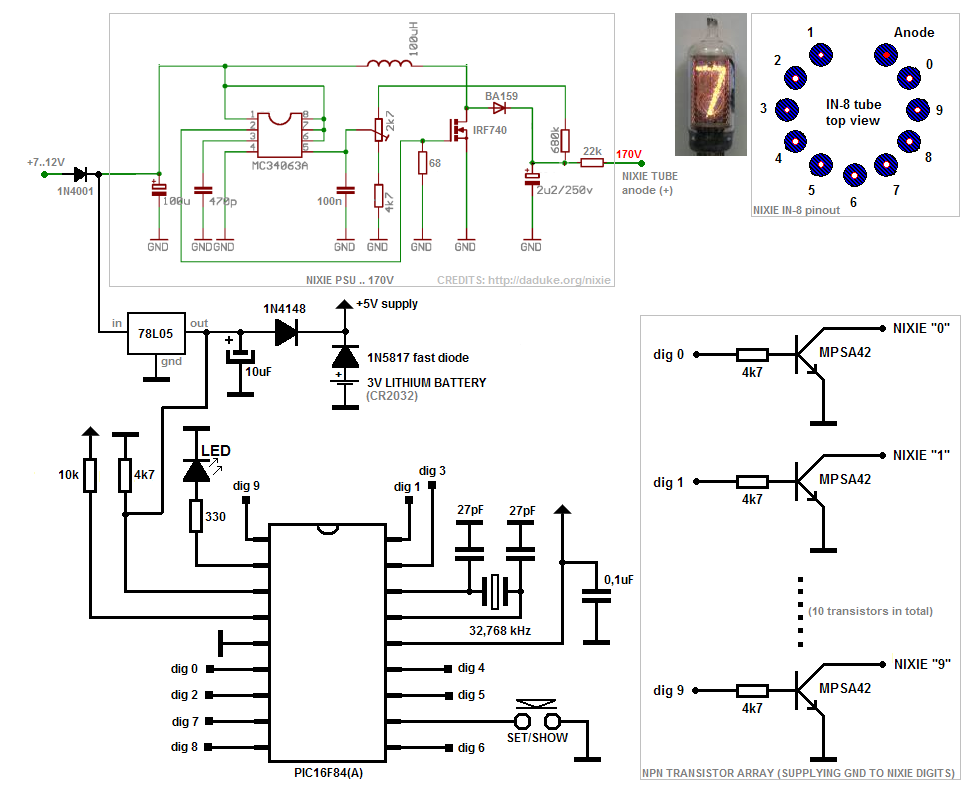 100uH
BA159
IRF740
2k7
680k
22k
170V
NIXIE TUBE
anode (+)
1
2
3
4
8
7
6
5
MC34063A
+7..12V
1N4001
100u
470p
100n
4k7
68
2u2/250v
GND
GND
GND
GND
GND
GND
GND
GND
NIXIE PSU .. 170V
CREDITS: http://daduke.org/nixie
7
1
Anode
2
0
3
IN-8 tube
top view
9
4
8
5
6
7
NIXIE IN-8 pinout
in
78L05
out
gnd
+
10uF
1N4148
+5V supply
1N5817 fast diode
+
3V LITHIUM BATTERY
(CR2032)
10k
4k7
LED
330
dig 9
dig 1
dig 3
27pF
27pF
0,1uF
32,768 kHz
dig 0
dig 2
dig 7
dig 8
dig 4
dig 5
SET/SHOW
dig 6
PIC16F84(A)
dig 0
4k7
MPSA42
NIXIE "0"
dig 1
4k7
MPSA42
NIXIE "1"
(10 transistors in total)
dig 9
4k7
MPSA42
NIXIE "9"
NPN TRANSISTOR ARRAY (SUPPLYING GND TO NIXIE DIGITS)